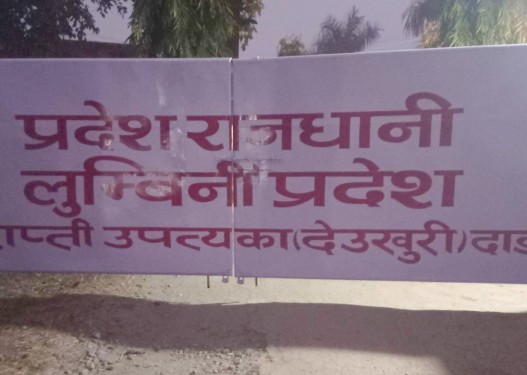 प्रदेश राजधानी
लुम्बिनी प्रदेश
राप्ती उपत्यका(देउखुरी)दाङ